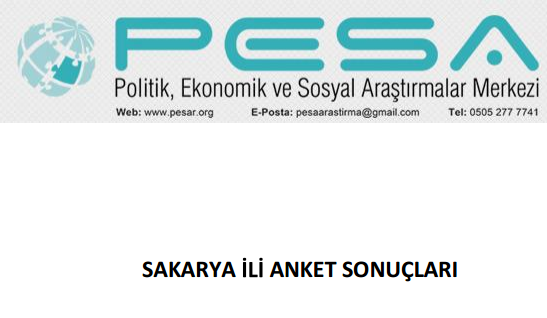 PESA
Politik, Ekonomik ve Sosyal Araştırmalar Merkezi
Web: www.pesar.org E-Posta: pesaarastirma@gmail.com Tel: 0505 277 7741
SAKARYA İLİ ANKET SONUÇLARI